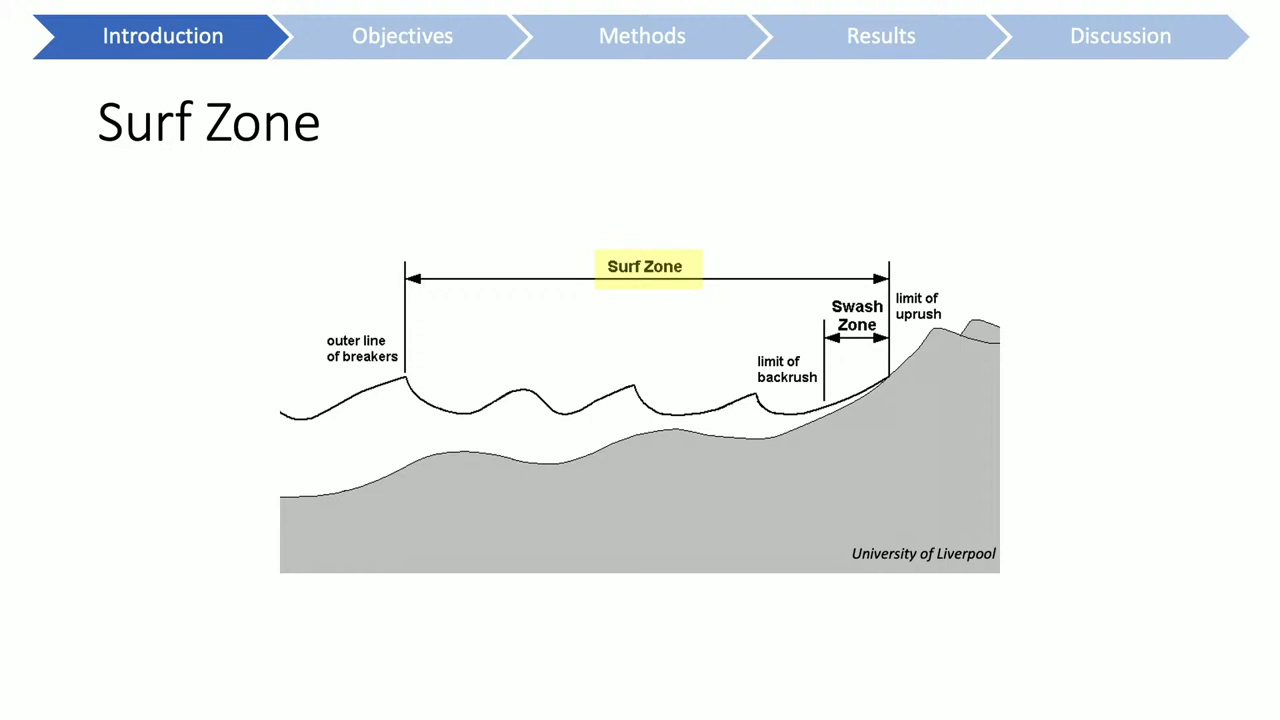 Introduction
Objectives
Methods
Results
Discussion
Surf Zone
Surf Zone
Swash
Zone
limit of
uprush
outer line
of breakers
limit of
backrush
University of Liverpool